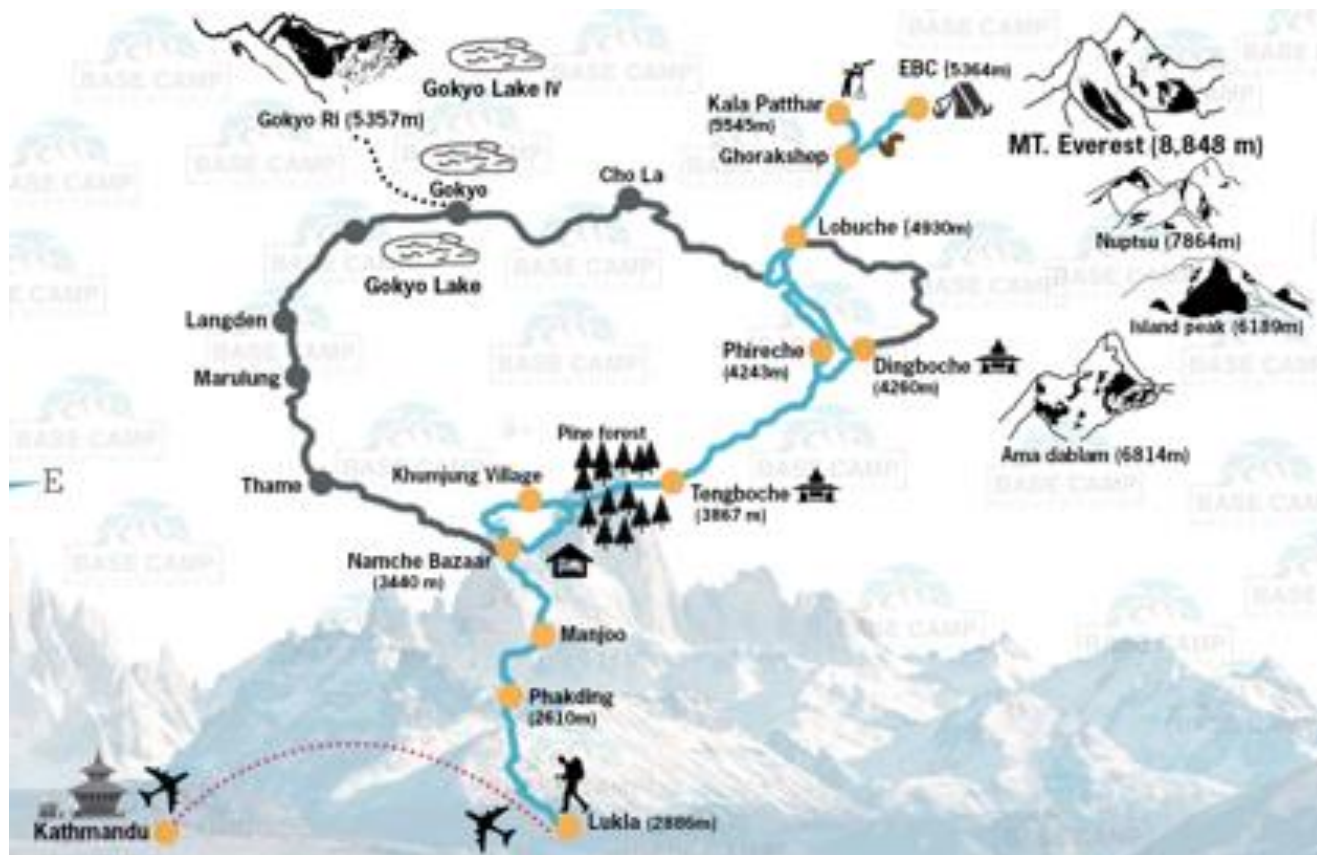 Gokyo Lake IV
EBC (5364m)
Kala Patthar
(5545m)
Gokyo Ri (5357m)
MT. Everest (8,848 m)
Ghorakshep
Gokyo
Cho La
Lobuche (4930m)
Nuptsu (7864m)
Gokyo Lake
Langden
Island peak (6189m)
Phireche
(4243m)
Dingboche
(4260m)
Marulung
Pine forest
Ama dablam (6814m)
Khumjung Village
E
Thame
Tengboche
(3867 m)
Namche Bazaar
(3440 m)
Manjoo
Phakding
(2610m)
Kathmandu
Lukla (2886m)
BASE CAMP